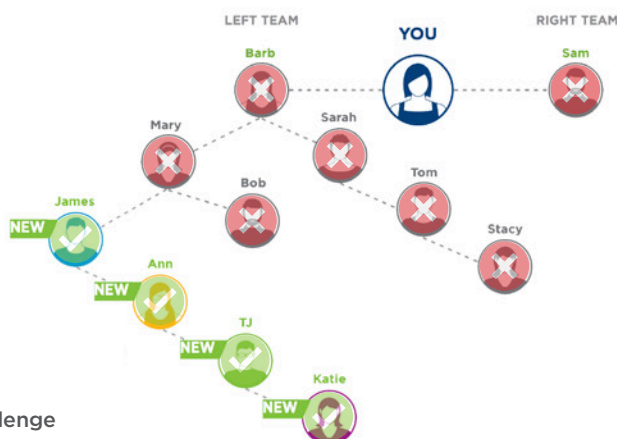 LEFT TEAM
YOU
RIGHT TEAM
Barb
Sam
Mary
Sarah
Bob
Tom
James
NEW
Stacy
Ann
NEW
TJ
NEW
Katie
NEW
lenge